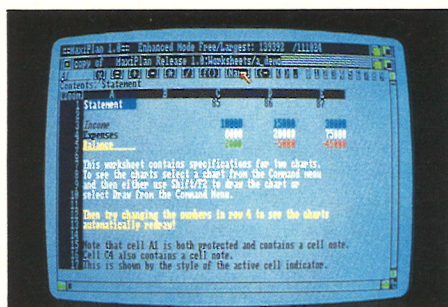 MaxiPlan 1.0== Enhanced Mode Free/Largest: 139392 /111034
copy of MaxiPlan Release 1.0:Worksheets/a_demo
Contents: Statement
Zoom A B C D E
Statement 85 86 87
Income 10000 15000 30000
Expenses 8000 20000 75000
Balance 2000 -5000 -45000
This worksheet contains specifications for two charts.
To see the charts select a chart from the Command menu
and then either use Shift/F2 to draw the chart or
select Draw from the Command Menu.
Then try changing the numbers in row 4 to see the charts
automatically redraw!
Note that cell A1 is both protected and contains a cell note.
Cell C4 also contains a cell note.
This is shown by the style of the active cell indicator.